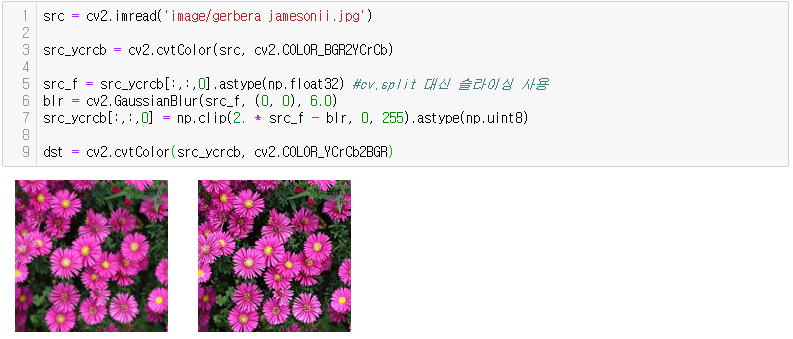 1 src = cv2.imread('image/gerbera jamesonii.jpg')
2
3 src_ycrcb = cv2.cvtColor(src, cv2.COLOR_BGR2YCrCb)
4
5 src_f = src_ycrcb[:,:,0].astype(np.float32) #cv.split 대신 슬라이싱 사용
6 blr = cv2.GaussianBlur(src_f, (0, 0), 6.0)
7 src_ycrcb[:,:,0] = np.clip(2. * src_f - blr, 0, 255).astype(np.uint8)
8
9 dst = cv2.cvtColor(src_ycrcb, cv2.COLOR_YCrCb2BGR)